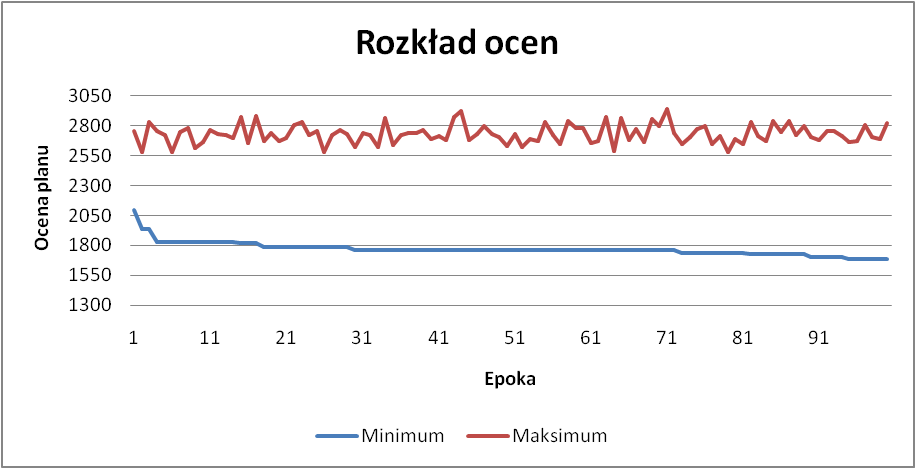 Rozkład ocen
3050
2800
2550
2300
2050
1800
1550
1300
Ocena planu
1 11 21 31 41 51 61 71 81 91
Epoka
Minimum Maksimum